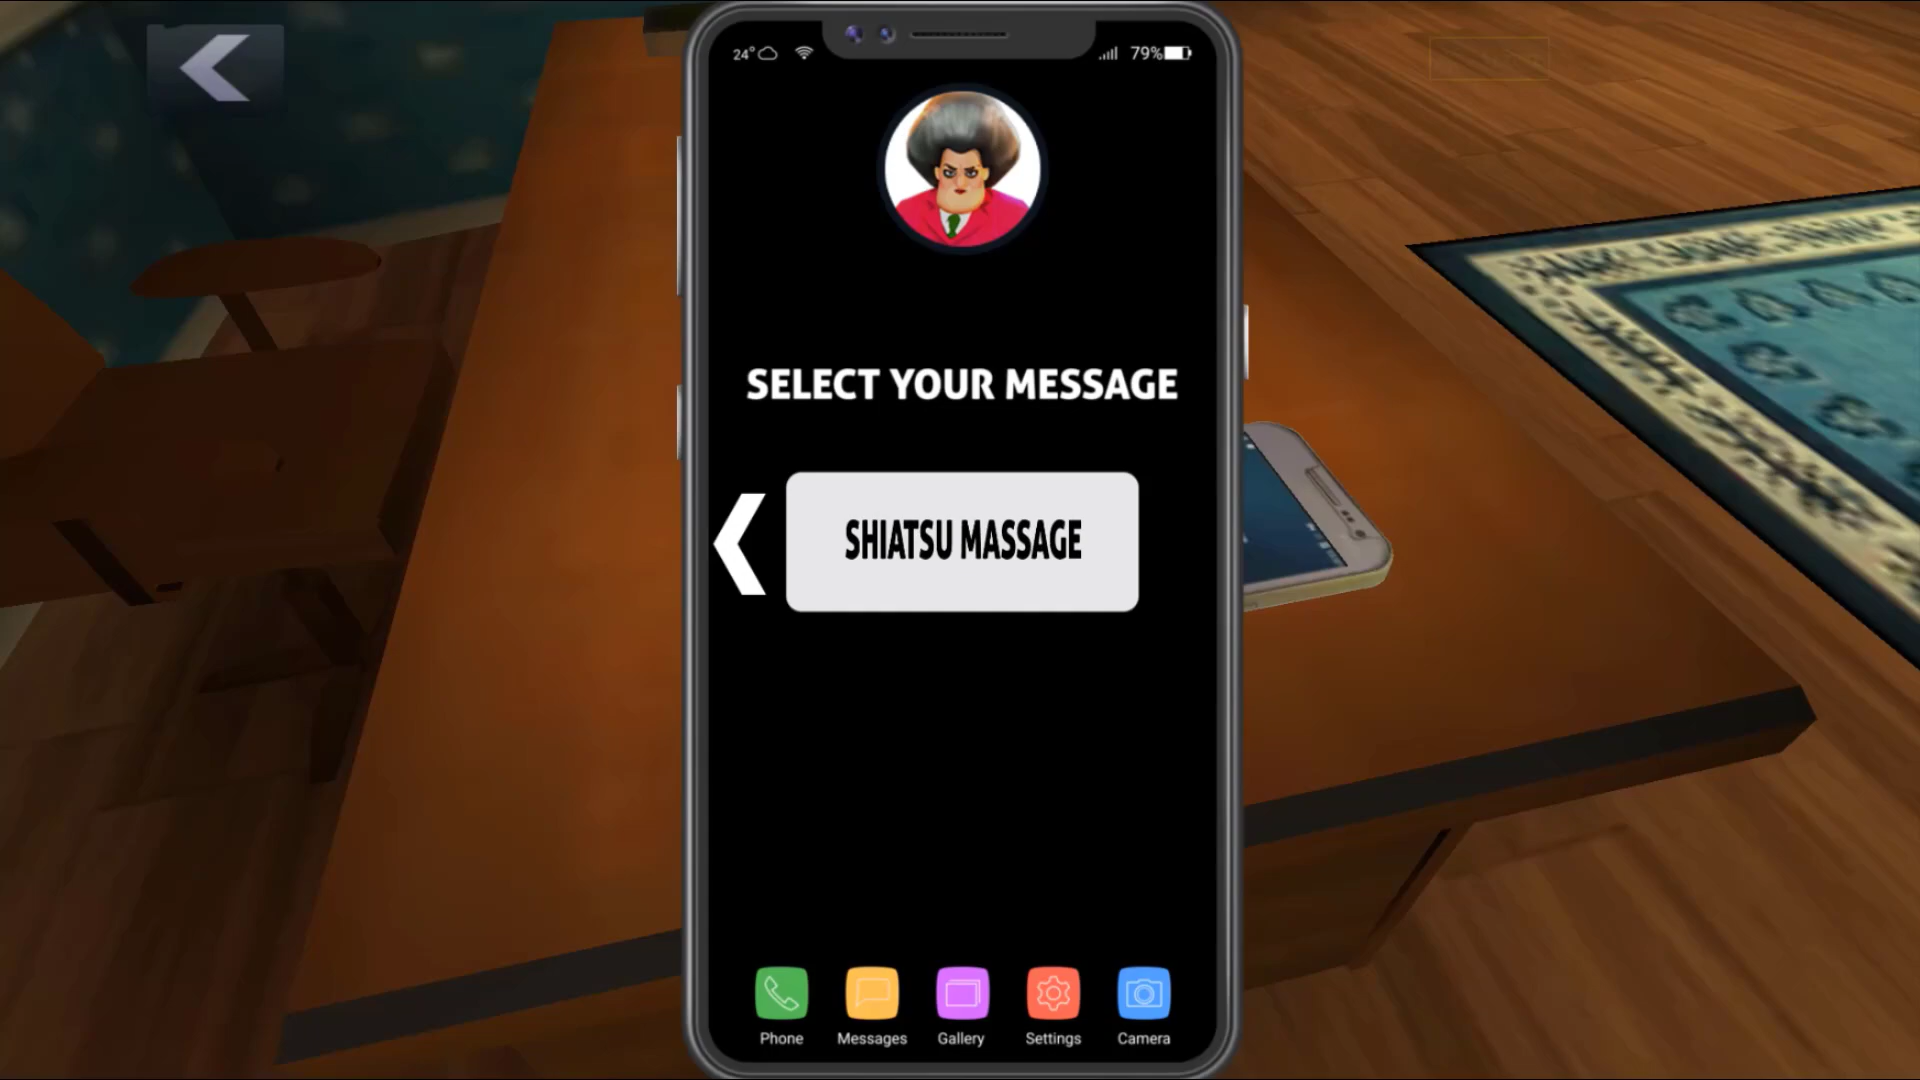 24°
79%
SELECT YOUR MESSAGE
SHIATSU MASSAGE
Phone
Messages
Gallery
Settings
Camera